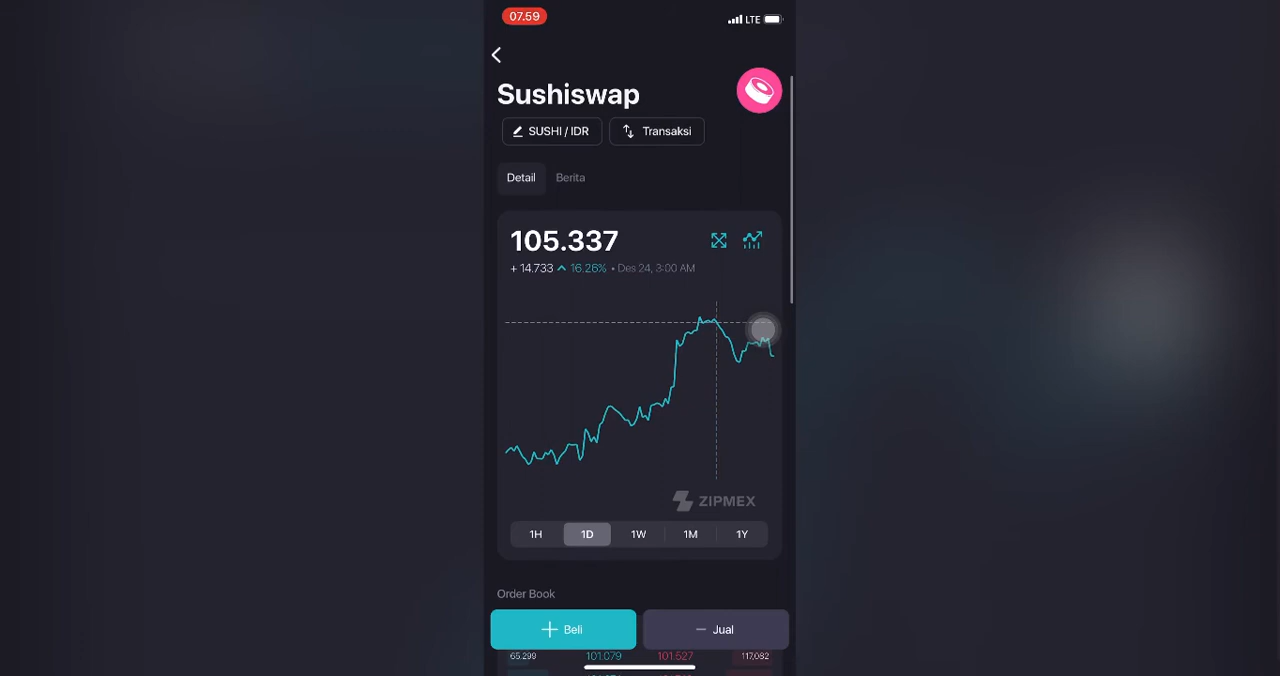 07.59
LTE
Sushiswap
SUSHI / IDR
Transaksi
Detail
Berita
105.337
+ 14.733 16.26% • Des 24, 3:00 AM
ZIPMEX
1H
1D
1W
1M
1Y
Order Book
Beli
Jual
65.299
101.079
101.527
117,082